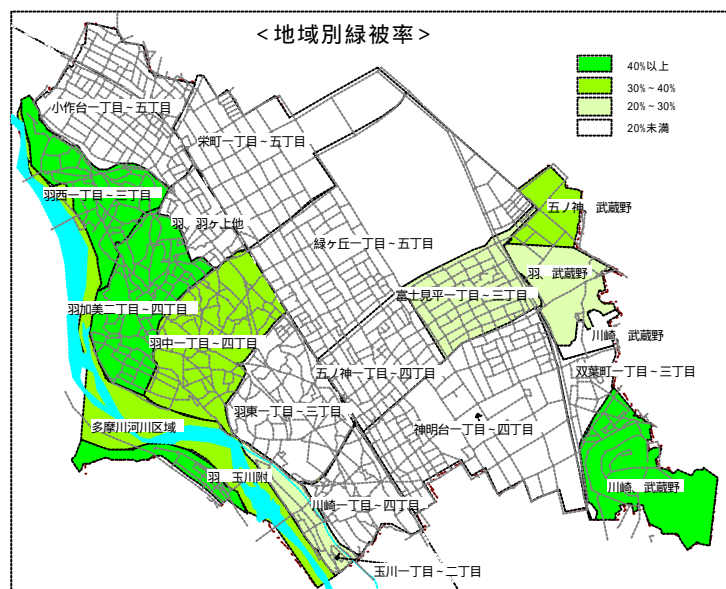 ＜地域別緑被率＞
40%以上
30%～40%
20%～30%
20%未満
小作台一丁目～五丁目
栄町一丁目～五丁目
羽西一丁目～三丁目
五ノ神、武蔵野
羽、羽ヶ上他
緑ヶ丘一丁目～五丁目
羽、武蔵野
富士見平一丁目～三丁目
羽加美二丁目～四丁目
川崎、武蔵野
羽中一丁目～四丁目
五ノ神一丁目～四丁目
双葉町一丁目～三丁目
羽東一丁目～三丁目
多摩川河川区域
神明台一丁目～四丁目
羽、玉川附
川崎、武蔵野
川崎一丁目～四丁目
玉川一丁目～二丁目